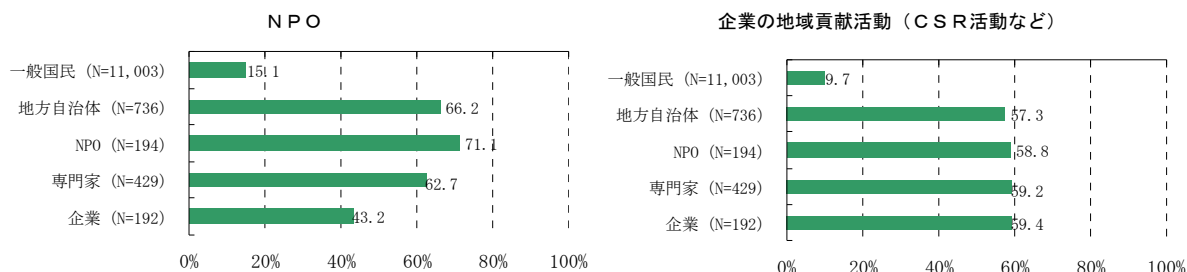 ＮＰＯ
一般国民 (N=11,003)
15.1
地方自治体 (N=736)
66.2
NPO (N=194)
71.1
専門家 (N=429)
62.7
企業 (N=192)
43.2
0% 20% 40% 60% 80% 100%
企業の地域貢献活動（ＣＳＲ活動など）
一般国民 (N=11,003)
9.7
地方自治体 (N=736)
57.3
NPO (N=194)
58.8
専門家 (N=429)
59.2
企業 (N=192)
59.4
0% 20% 40% 60% 80% 100%